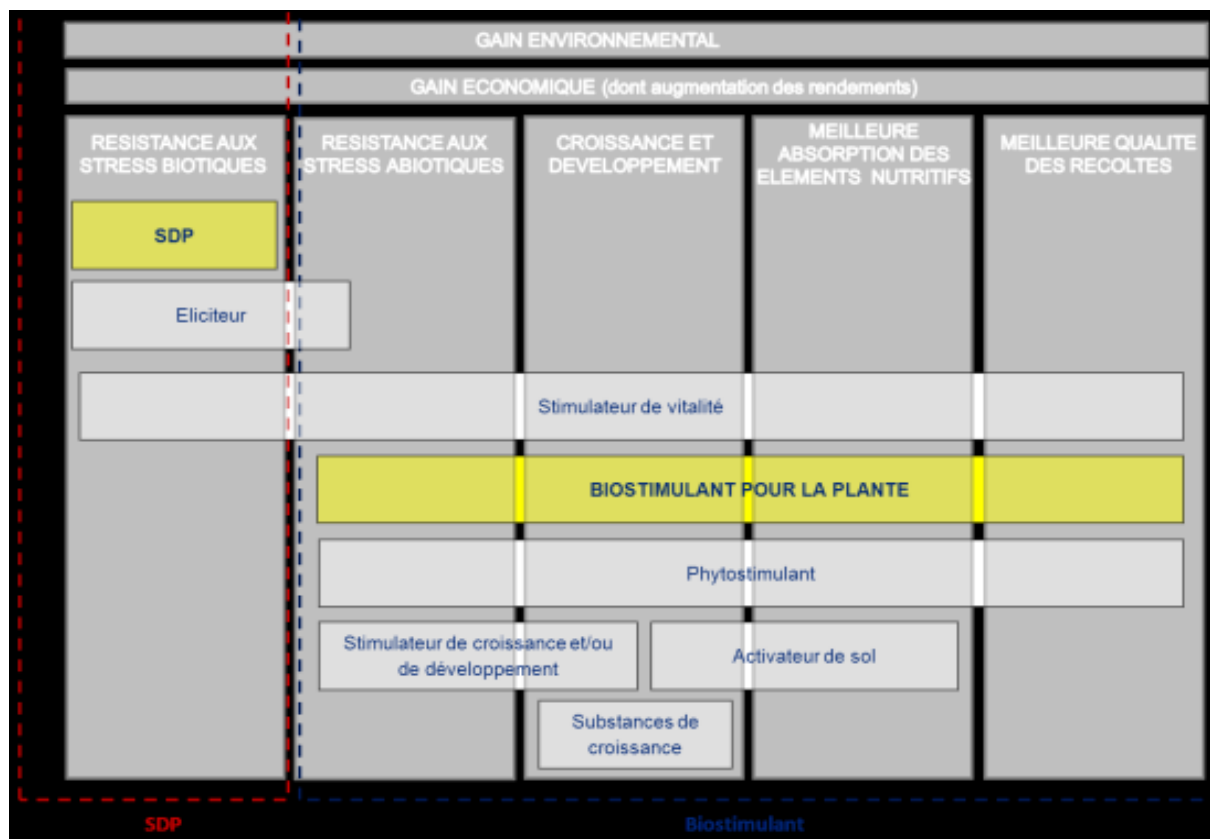 GAIN ENVIRONNEMENTAL
GAIN ECONOMIQUE (dont augmentation des rendements)
RESISTANCE AUX
STRESS BIOTIQUES
RESISTANCE AUX
STRESS ABIOTIQUES
CROISSANCE ET
DEVELOPPEMENT
MEILLEURE
ABSORPTION DES
ELEMENTS NUTRITIFS
MEILLEURE QUALITE
DES RECOLTES
SDP
Eliciteur
Stimulateur de vitalité
BIOSTIMULANT POUR LA PLANTE
Phytostimulant
Stimulateur de croissance et/ou
de développement
Activateur de sol
Substances de
croissance
SDP
Biostimulant